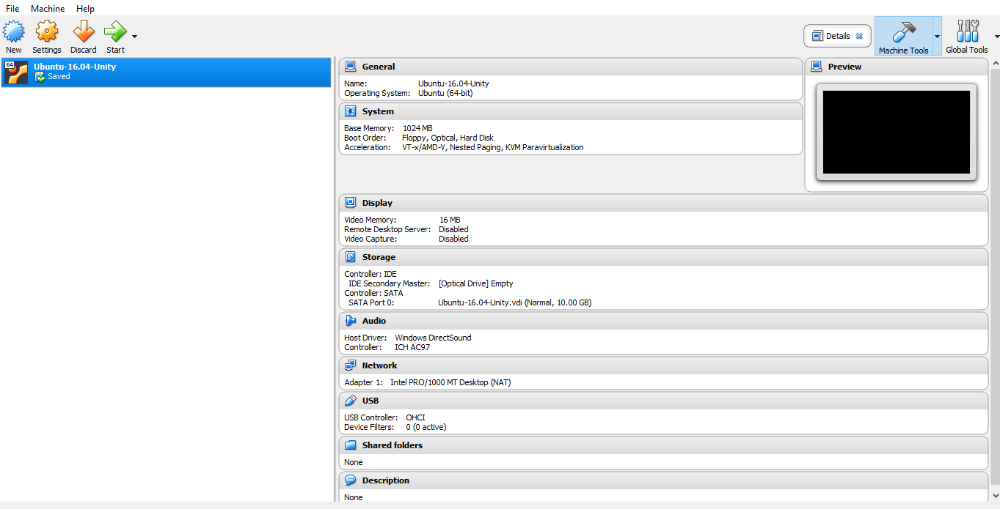 File Machine Help
New Settings Discard Start
Details Machine Tools Global Tools
64
Ubuntu-16.04-Unity
Saved
General
Name: Ubuntu-16.04-Unity
Operating System: Ubuntu (64-bit)
System
Base Memory: 1024 MB
Boot Order: Floppy, Optical, Hard Disk
Acceleration: VT-x/AMD-V, Nested Paging, KVM Paravirtualization
Preview
Display
Video Memory: 16 MB
Remote Desktop Server: Disabled
Video Capture: Disabled
Storage
Controller: IDE
IDE Secondary Master: [Optical Drive] Empty
Controller: SATA
SATA Port 0: Ubuntu-16.04-Unity.vdi (Normal, 10.00 GB)
Audio
Host Driver: Windows DirectSound
Controller: ICH AC97
Network
Adapter 1: Intel PRO/1000 MT Desktop (NAT)
USB
USB Controller: OHCI
Device Filters: 0 (0 active)
Shared folders
None
Description
None